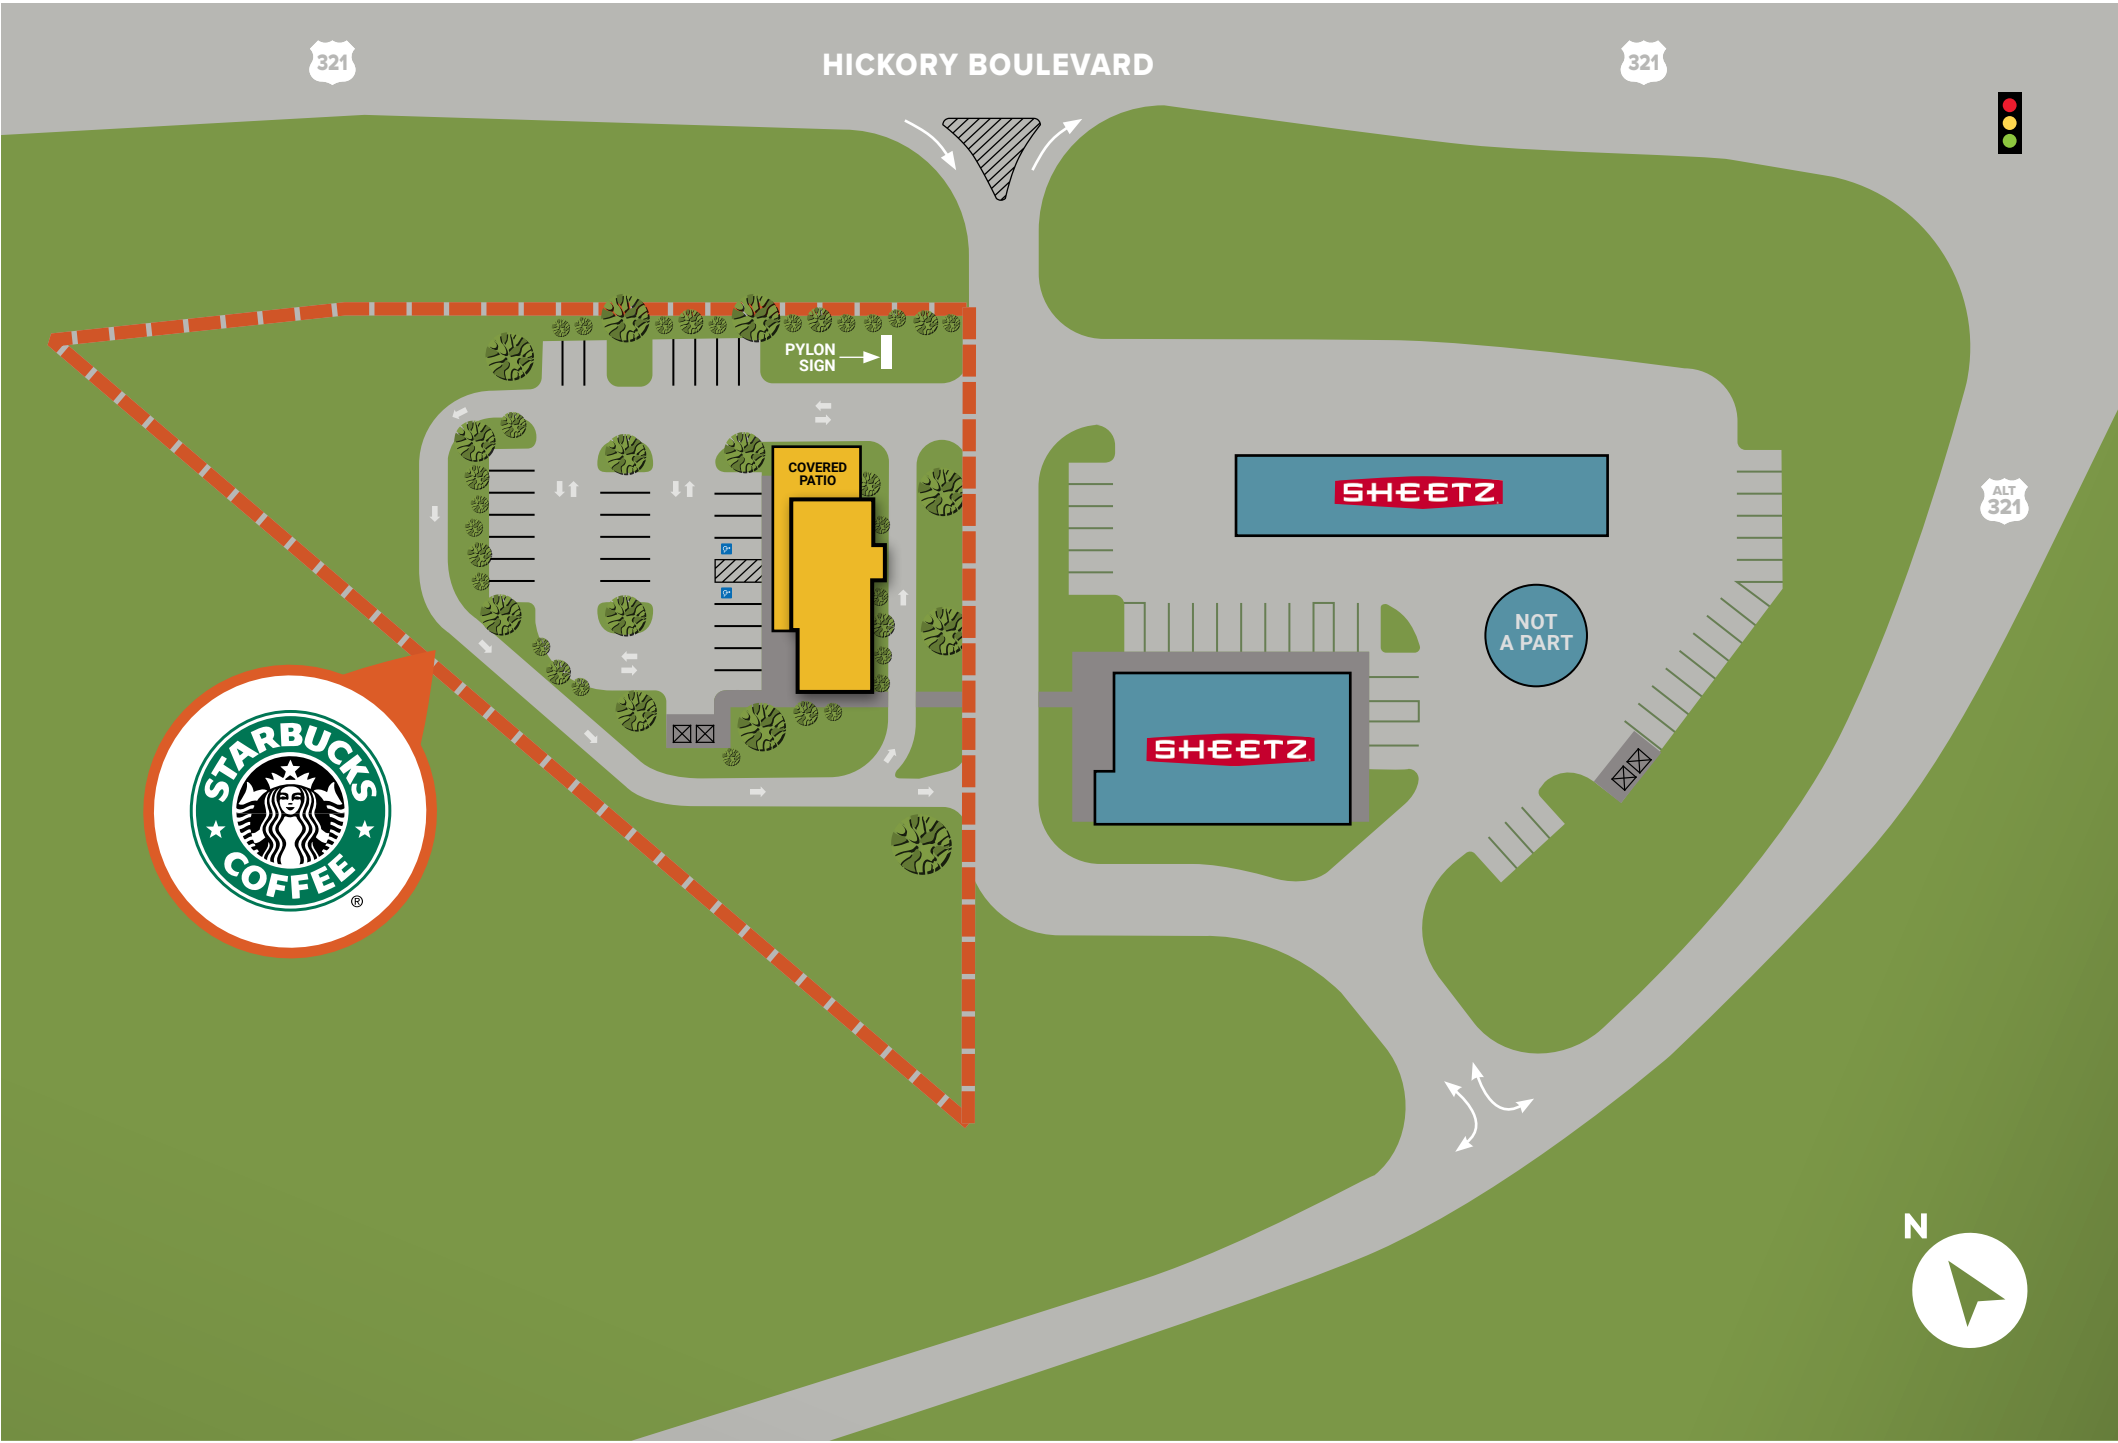 321
HICKORY BOULEVARD
321
PYLON
SIGN
COVERED
PATIO
SHEETZ
ALT
321
NOT
A PART
STARBUCKS
COFFEE
®
SHEETZ
N